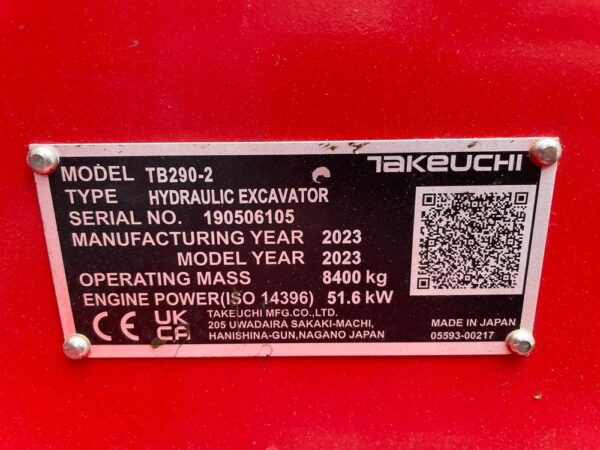 TAKEUCHI
MODEL TB290-2
TYPE HYDRAULIC EXCAVATOR
SERIAL NO. 190506105
MANUFACTURING YEAR 2023
MODEL YEAR 2023
OPERATING MASS 8400 kg
ENGINE POWER(ISO 14396) 51.6 kW
CE UK CA
TAKEUCHI MFG.CO.,LTD.
205 UWADAIRA SAKAKI-MACHI,
HANISHINA-GUN,NAGANO JAPAN
MADE IN JAPAN
05593-00217